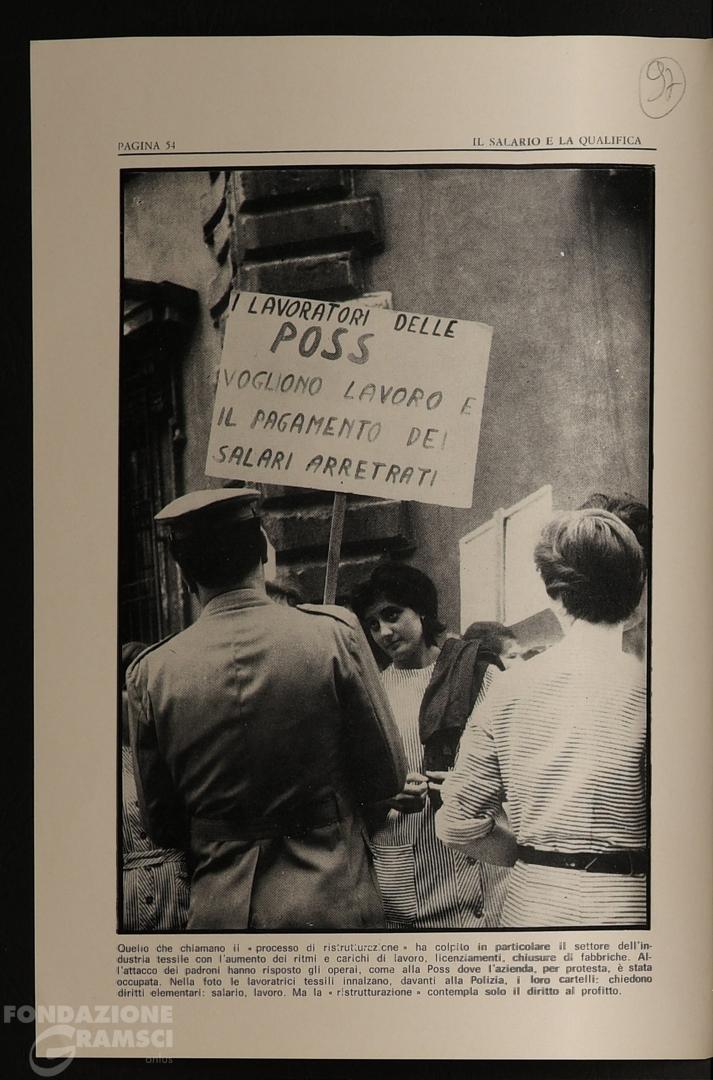 97
PAGINA 54
IL SALARIO E LA QUALIFICA
I LAVORATORI DELLE
POSS
VOGLIONO LAVORO E
IL PAGAMENTO DEI
SALARI ARRETRATI
Quello che chiamano il « processo di ristrutturazione » ha colpito in particolare il settore dell'in-
dustria tessile con l'aumento dei ritmi e carichi di lavoro, licenziamenti, chiusure di fabbriche. Al-
l'attacco dei padroni hanno risposto gli operai, come alla Poss dove l'azienda, per protesta, è stata
occupata. Nella foto le lavoratrici tessili innalzano, davanti alla Polizia, i loro cartelli: chiedono
diritti elementari: salario, lavoro. Ma la « ristrutturazione » contempla solo il diritto al profitto.
FONDAZIONE
GRAMSCI
onlus